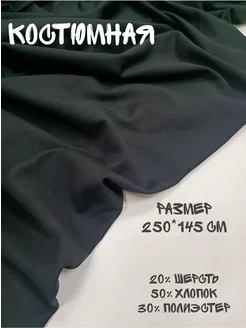 КОСТЮМНАЯ
РАЗМЕР
250*145 СМ
20% ШЕРСТЬ
50% ХЛОПОК
30% ПОЛИЭСТЕР